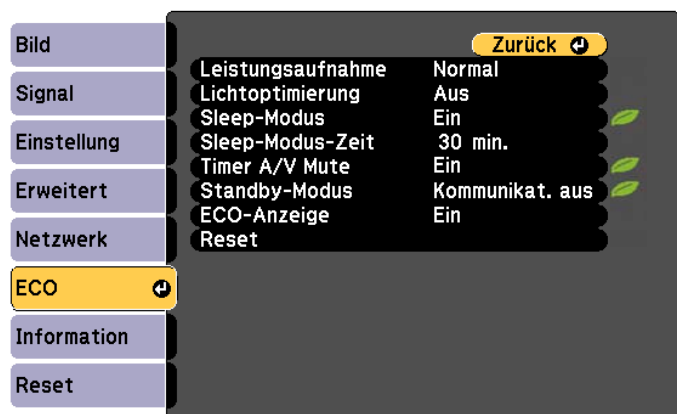 Bild
Signal
Einstellung
Erweitert
Netzwerk
ECO
Information
Reset
Zurück
Leistungsaufnahme Normal
Lichtoptimierung Aus
Sleep-Modus Ein
Sleep-Modus-Zeit 30 min.
Timer A/V Mute Ein
Standby-Modus Kommunikat. aus
ECO-Anzeige Ein
Reset